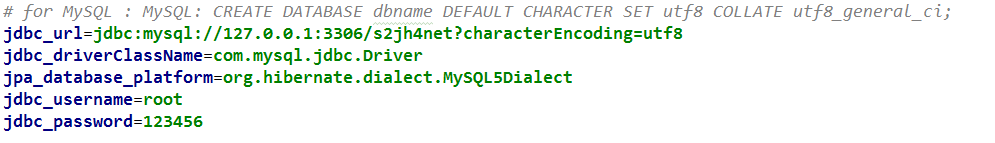 # for MySQL : MySQL: CREATE DATABASE dbname DEFAULT CHARACTER SET utf8 COLLATE utf8_general_ci;
jdbc_url=jdbc:mysql://127.0.0.1:3306/s2jh4net?characterEncoding=utf8
jdbc_driverClassName=com.mysql.jdbc.Driver
jpa_database_platform=org.hibernate.dialect.MySQL5Dialect
jdbc_username=root
jdbc_password=123456